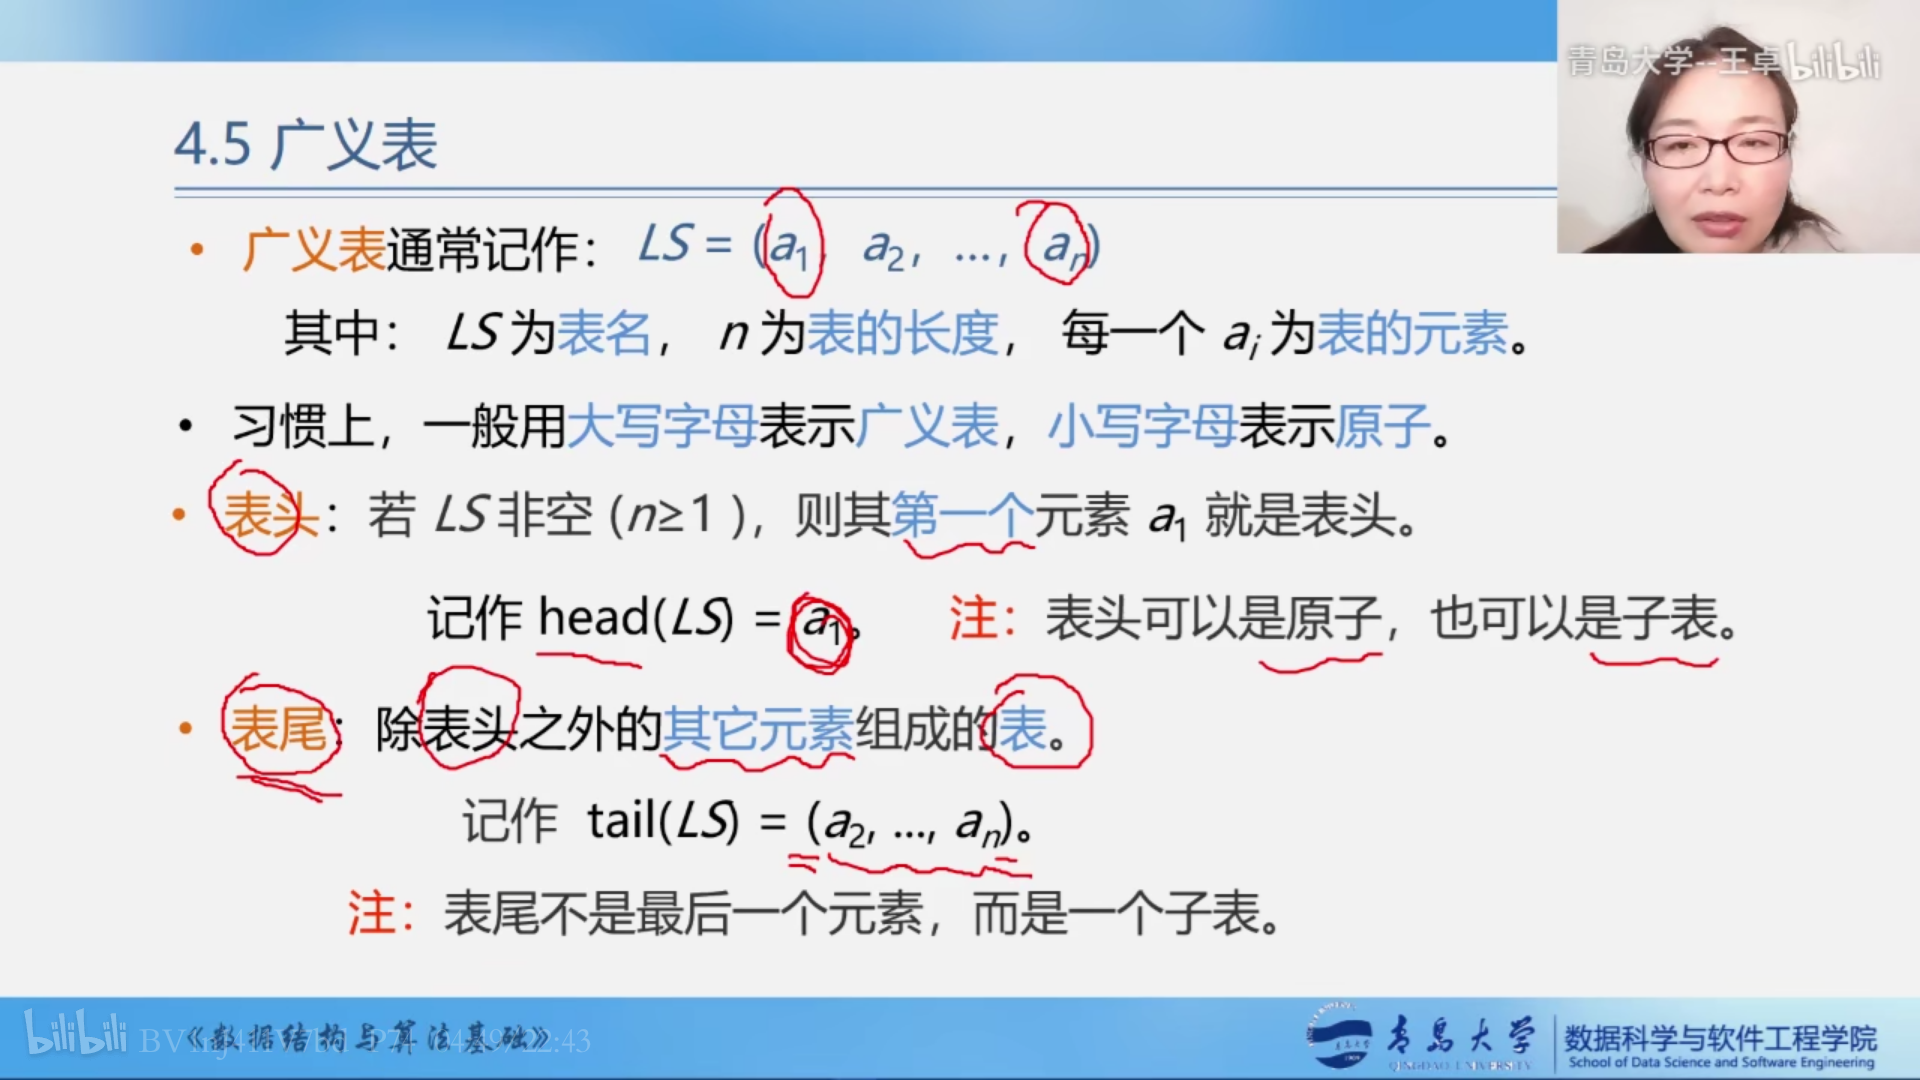 青岛大学--王卓 bilibili
4.5 广义表
• 广义表通常记作： LS = (a1, a2, …, an)
其中： LS 为表名， n 为表的长度， 每一个 ai 为表的元素。
• 习惯上，一般用大写字母表示广义表，小写字母表示原子。
• 表头：若 LS 非空 (n≥1 )，则其第一个元素 a1 就是表头。
记作 head(LS) = a1。 注：表头可以是原子，也可以是子表。
• 表尾：除表头之外的其它元素组成的表。
记作 tail(LS) = (a2, ..., an)。
注：表尾不是最后一个元素，而是一个子表。
bilibili
《数据结构与算法基础》
青岛大学
QINGDAO UNIVERSITY
数据科学与软件工程学院
School of Data Science and Software Engineering